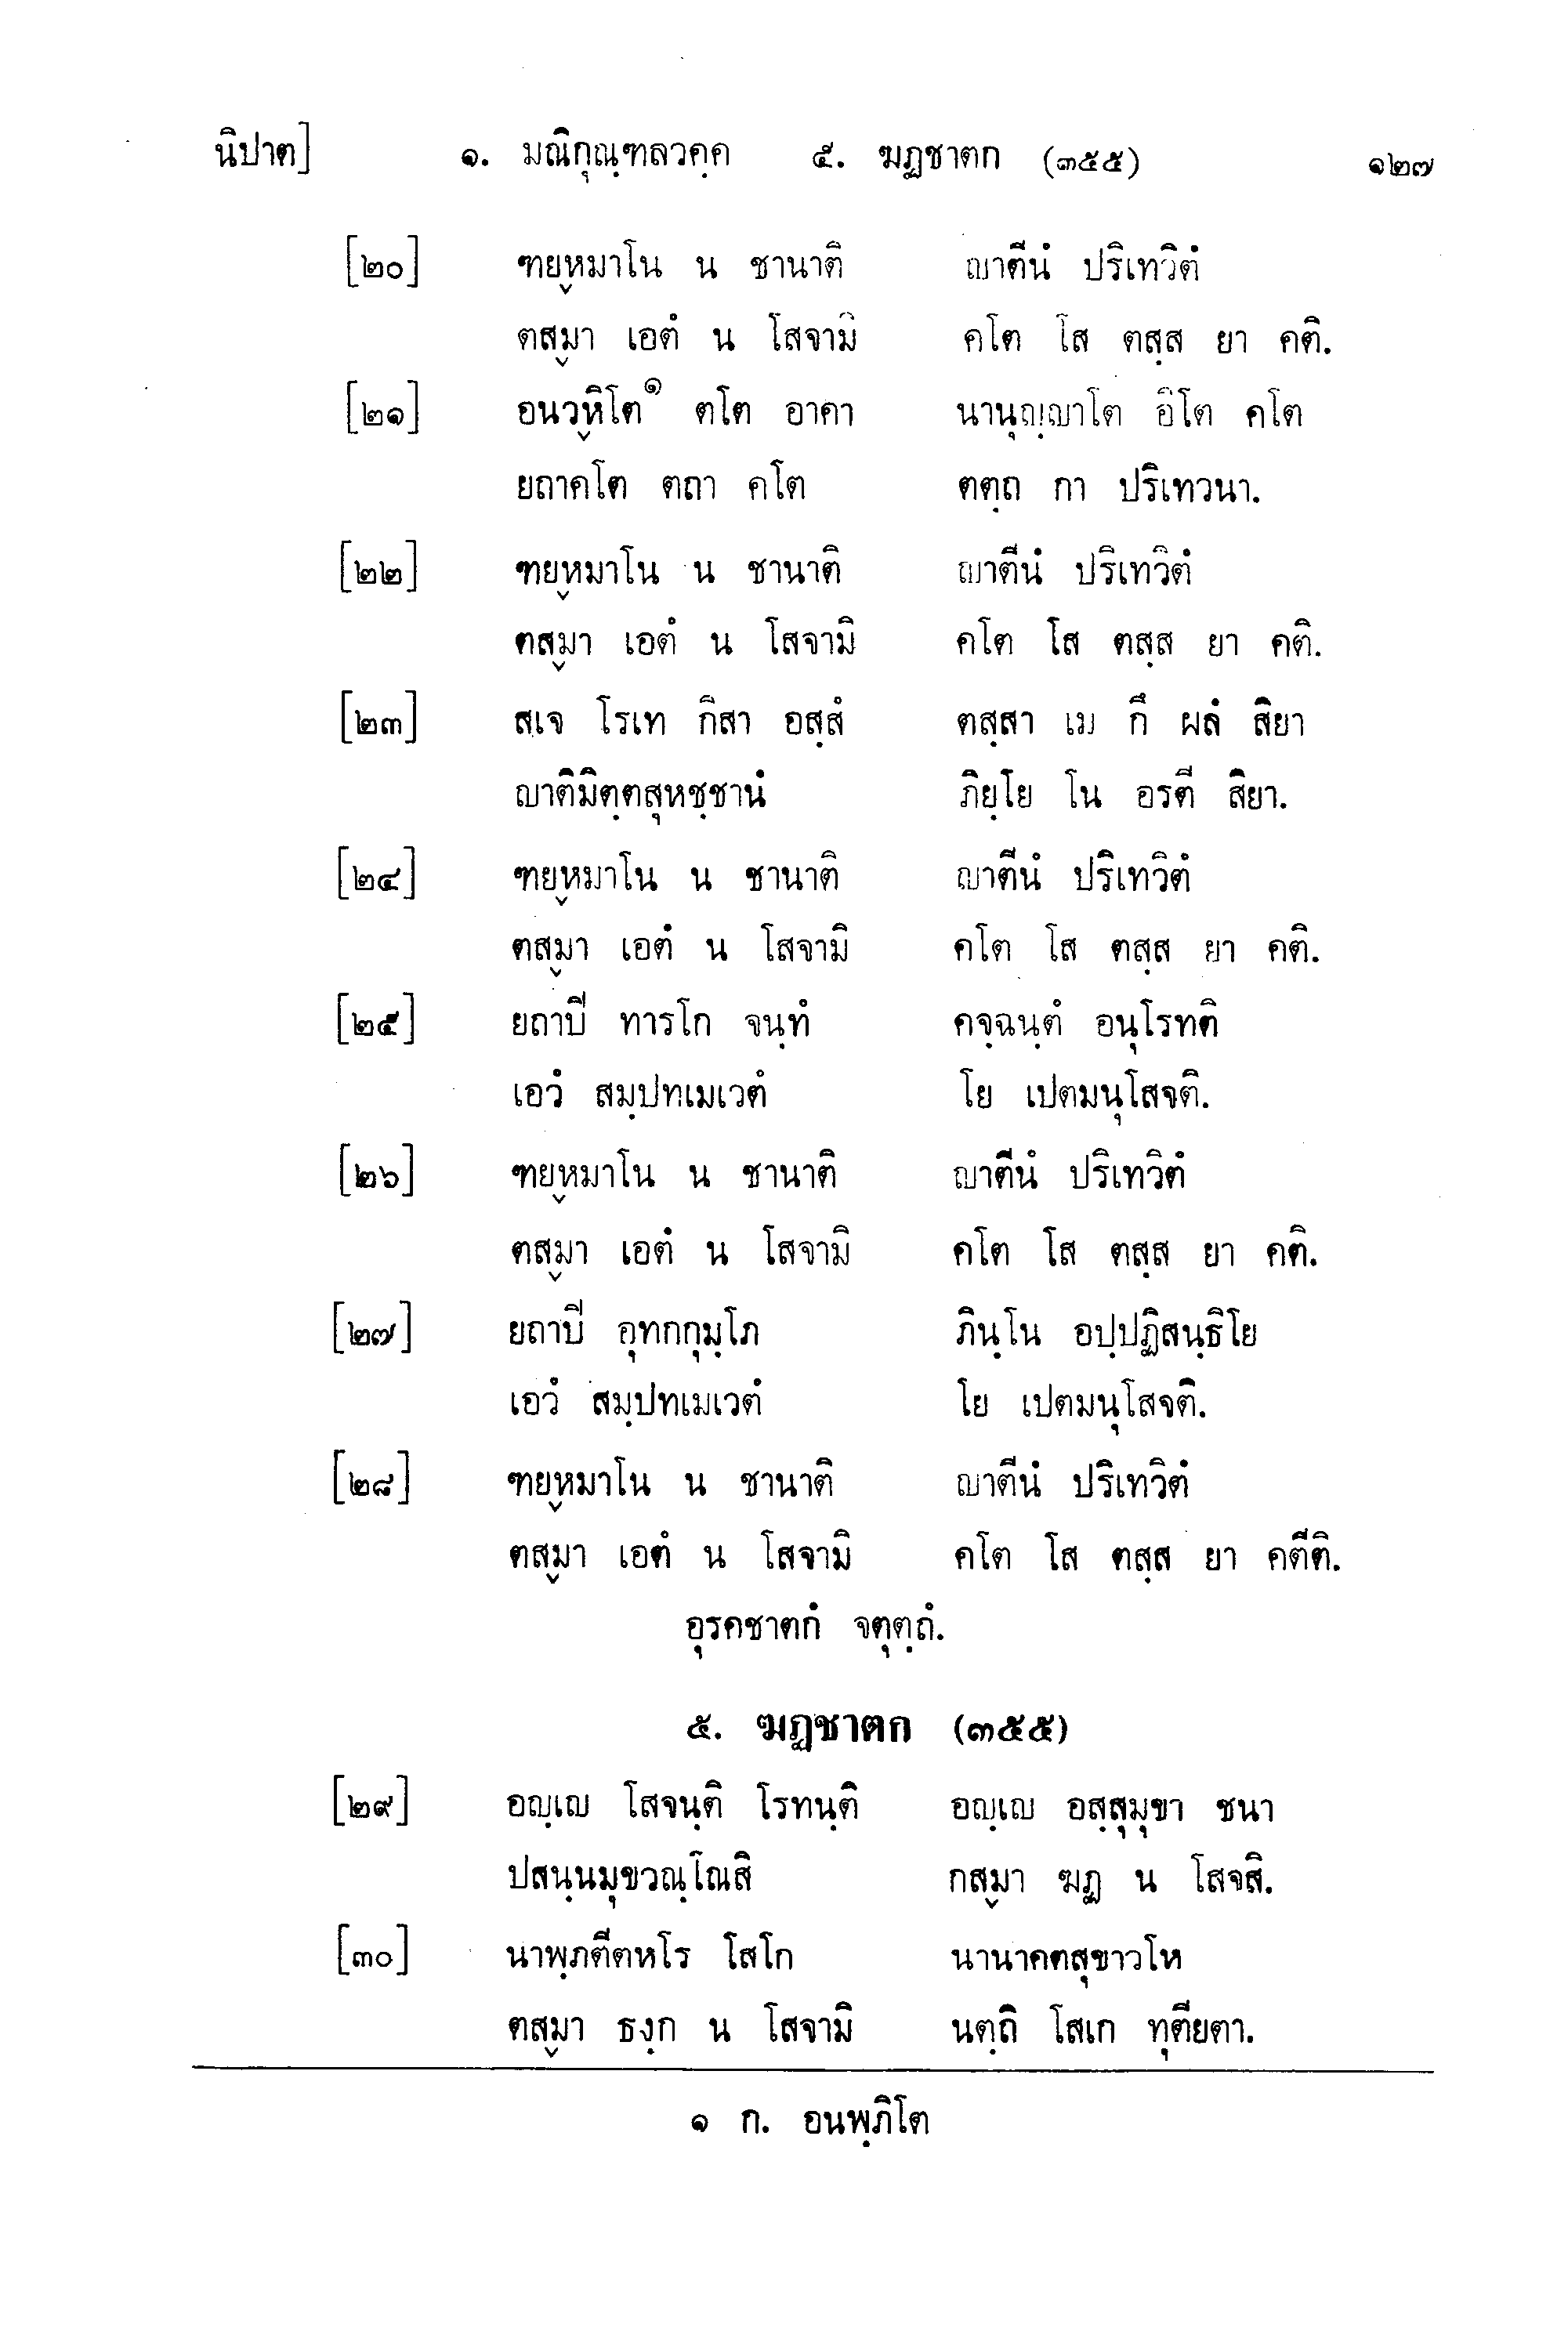 นิปาต] ๑. มณิกุณฺฑลวคฺค ๕. ฆฏชาตก (๓๕๕) ๑๒๗
[๒๐] ฑยฺหมาโน น ชานาติ ญาตีนํ ปริเทวิตํ
ตสฺมา เอตํ น โสจามิ คโต โส ตสฺส ยา คติ.
[๒๑] อนวฺหิโต๑ ตโต อาคา นานุญฺญาโต อิโต คโต
ยถาคโต ตถา คโต ตตฺถ กา ปริเทวนา.
[๒๒] ฑยฺหมาโน น ชานาติ ญาตีนํ ปริเทวิตํ
ตสฺมา เอตํ น โสจามิ คโต โส ตสฺส ยา คติ.
[๒๓] สเจ โรเท กิสา อสฺสํ ตสฺสา เม กึ ผลํ สิยา
ญาติมิตฺตสุหชฺชานํ ภิยฺโย โน อรตี สิยา.
[๒๔] ฑยฺหมาโน น ชานาติ ญาตีนํ ปริเทวิตํ
ตสฺมา เอตํ น โสจามิ คโต โส ตสฺส ยา คติ.
[๒๕] ยถาปิ ทารโก จนฺทํ คจฺฉนฺตํ อนุโรทติ
เอวํ สมฺปทเมเวตํ โย เปตมนุโสจติ.
[๒๖] ฑยฺหมาโน น ชานาติ ญาตีนํ ปริเทวิตํ
ตสฺมา เอตํ น โสจามิ คโต โส ตสฺส ยา คติ.
[๒๗] ยถาปิ อุทกกุมฺโภ ภินฺโน อปฺปฏิสนฺธิโย
เอวํ สมฺปทเมเวตํ โย เปตมนุโสจติ.
[๒๘] ฑยฺหมาโน น ชานาติ ญาตีนํ ปริเทวิตํ
ตสฺมา เอตํ น โสจามิ คโต โส ตสฺส ยา คตีติ.
อุรคชาตกํ จตุตฺถํ.
๕. ฆฏชาตก (๓๕๕)
[๒๙] อญฺเญ โสจนฺติ โรทนฺติ อญฺเญ อสฺสุมุขา ชนา
ปสนฺนมุขวณฺโณสิ กสฺมา ฆฏ น โสจสิ.
[๓๐] นาพฺภตีตหโร โสโก นานาคตสุขาวโห
ตสฺมา ธงฺก น โสจามิ นตฺถิ โสเก ทุตียตา.
๑ ก. อนพฺภิโต